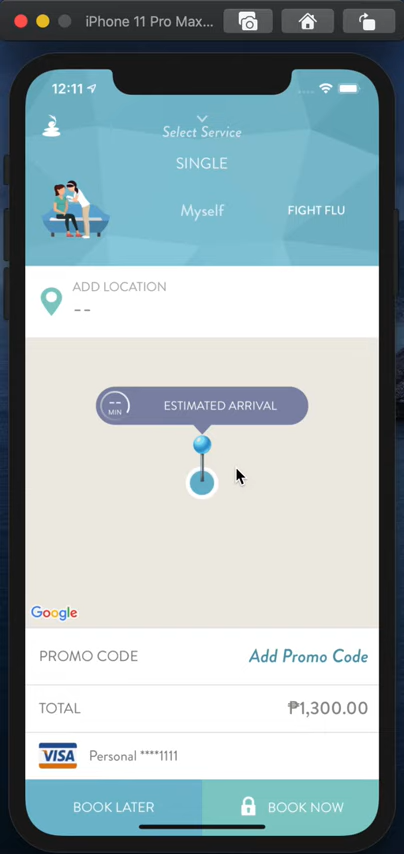 iPhone 11 Pro Max...
12:11
Select Service
SINGLE
Myself
FIGHT FLU
ADD LOCATION
--
--
MIN
ESTIMATED ARRIVAL
Google
PROMO CODE
Add Promo Code
TOTAL
₱1,300.00
VISA
Personal ****1111
BOOK LATER
BOOK NOW